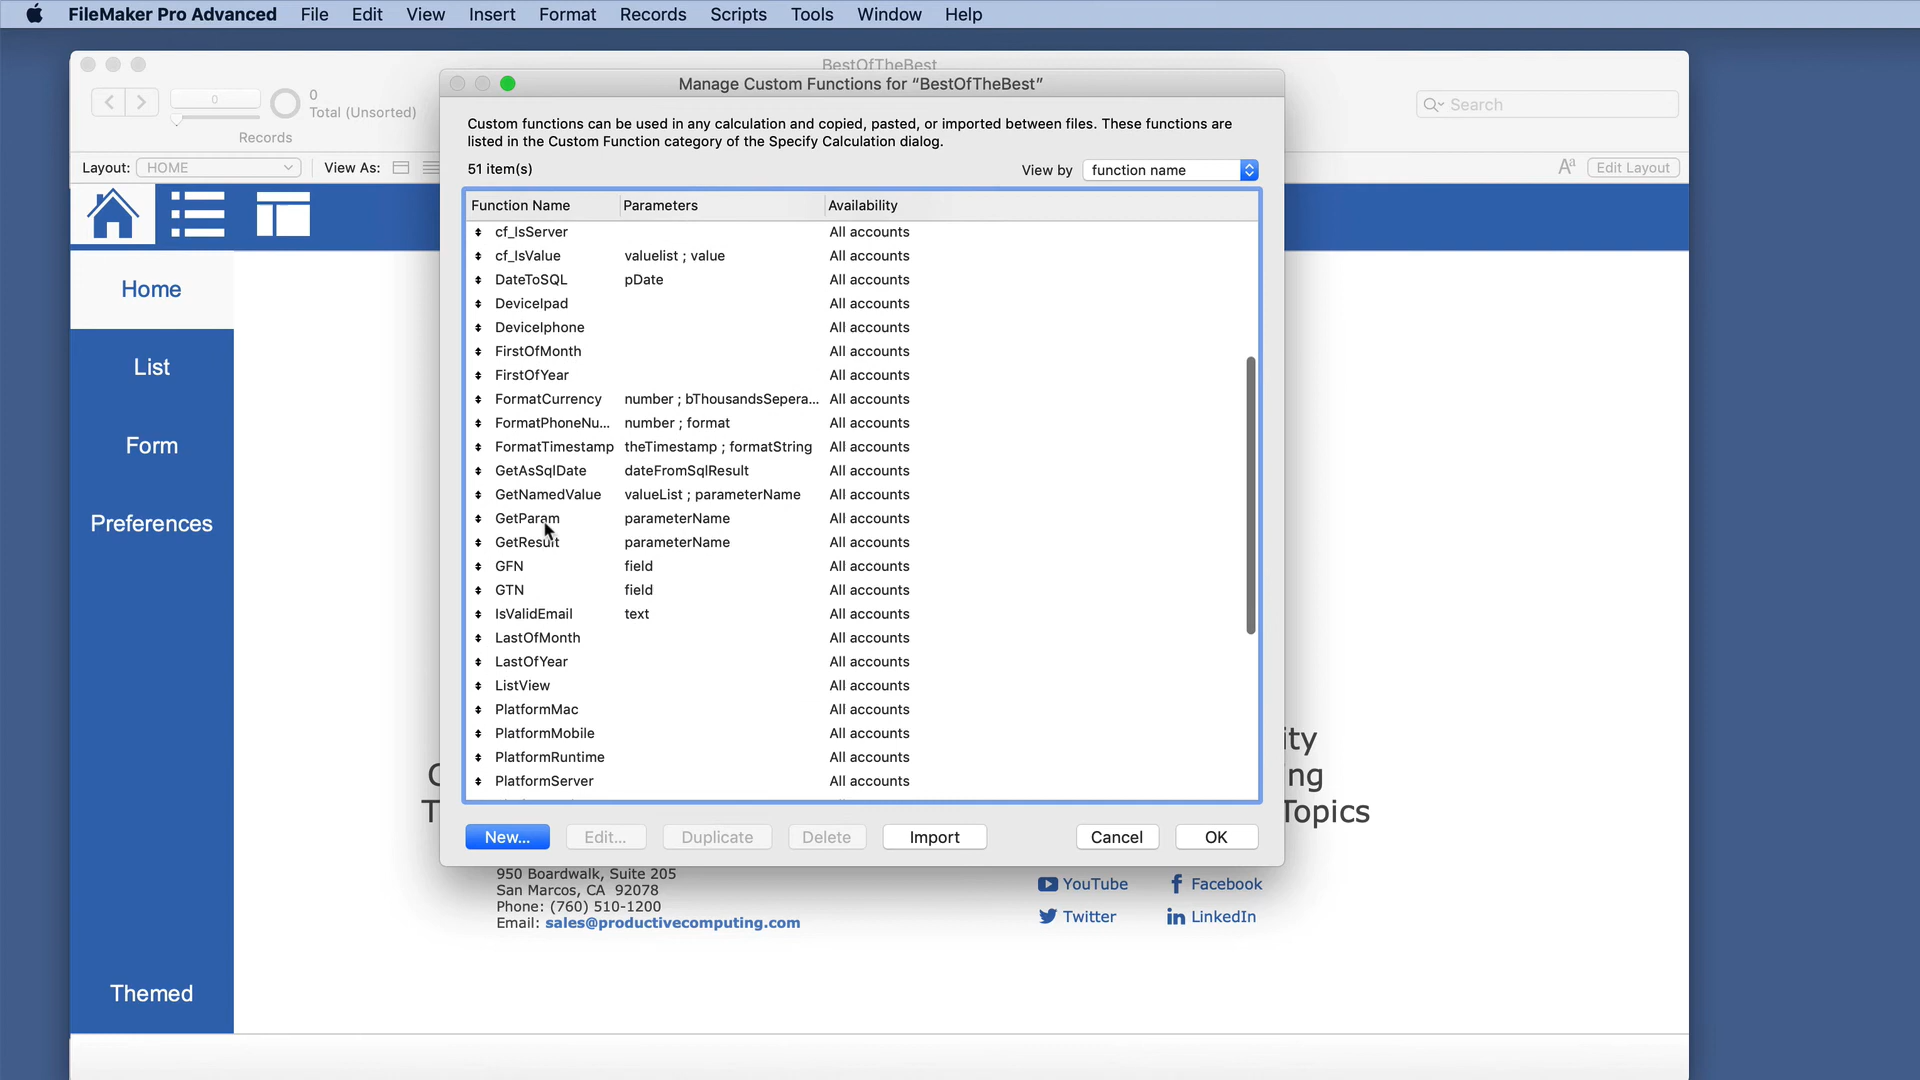 FileMaker Pro Advanced File Edit View Insert Format Records Scripts Tools Window Help
BestOfTheBest
Manage Custom Functions for “BestOfTheBest”
0
0
Total (Unsorted)
Records
Search
Layout: HOME View As:
Aª Edit Layout
Custom functions can be used in any calculation and copied, pasted, or imported between files. These functions are
listed in the Custom Function category of the Specify Calculation dialog.
51 item(s)
View by function name
Function Name Parameters Availability
cf_IsServer All accounts
cf_IsValue valuelist ; value All accounts
DateToSQL pDate All accounts
DeviceIpad All accounts
DeviceIphone All accounts
FirstOfMonth All accounts
FirstOfYear All accounts
FormatCurrency number ; bThousandsSepera... All accounts
FormatPhoneNu... number ; format All accounts
FormatTimestamp theTimestamp ; formatString All accounts
GetAsSqlDate dateFromSqlResult All accounts
GetNamedValue valueList ; parameterName All accounts
GetParam parameterName All accounts
GetResult parameterName All accounts
GFN field All accounts
GTN field All accounts
IsValidEmail text All accounts
LastOfMonth All accounts
LastOfYear All accounts
ListView All accounts
PlatformMac All accounts
PlatformMobile All accounts
PlatformRuntime All accounts
PlatformServer All accounts
New... Edit... Duplicate Delete Import Cancel OK
Home
List
Form
Preferences
Themed
ity
C ng
T Topics
950 Boardwalk, Suite 205
San Marcos, CA 92078
Phone: (760) 510-1200
Email: sales@productivecomputing.com
YouTube Facebook
Twitter LinkedIn